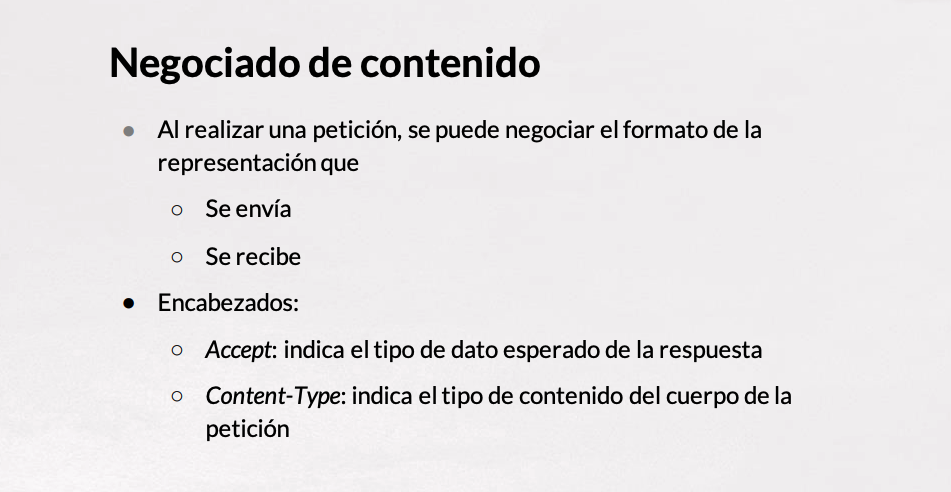 Negociado de contenido
● Al realizar una petición, se puede negociar el formato de la
representación que
○ Se envía
○ Se recibe
● Encabezados:
○ Accept: indica el tipo de dato esperado de la respuesta
○ Content-Type: indica el tipo de contenido del cuerpo de la
petición